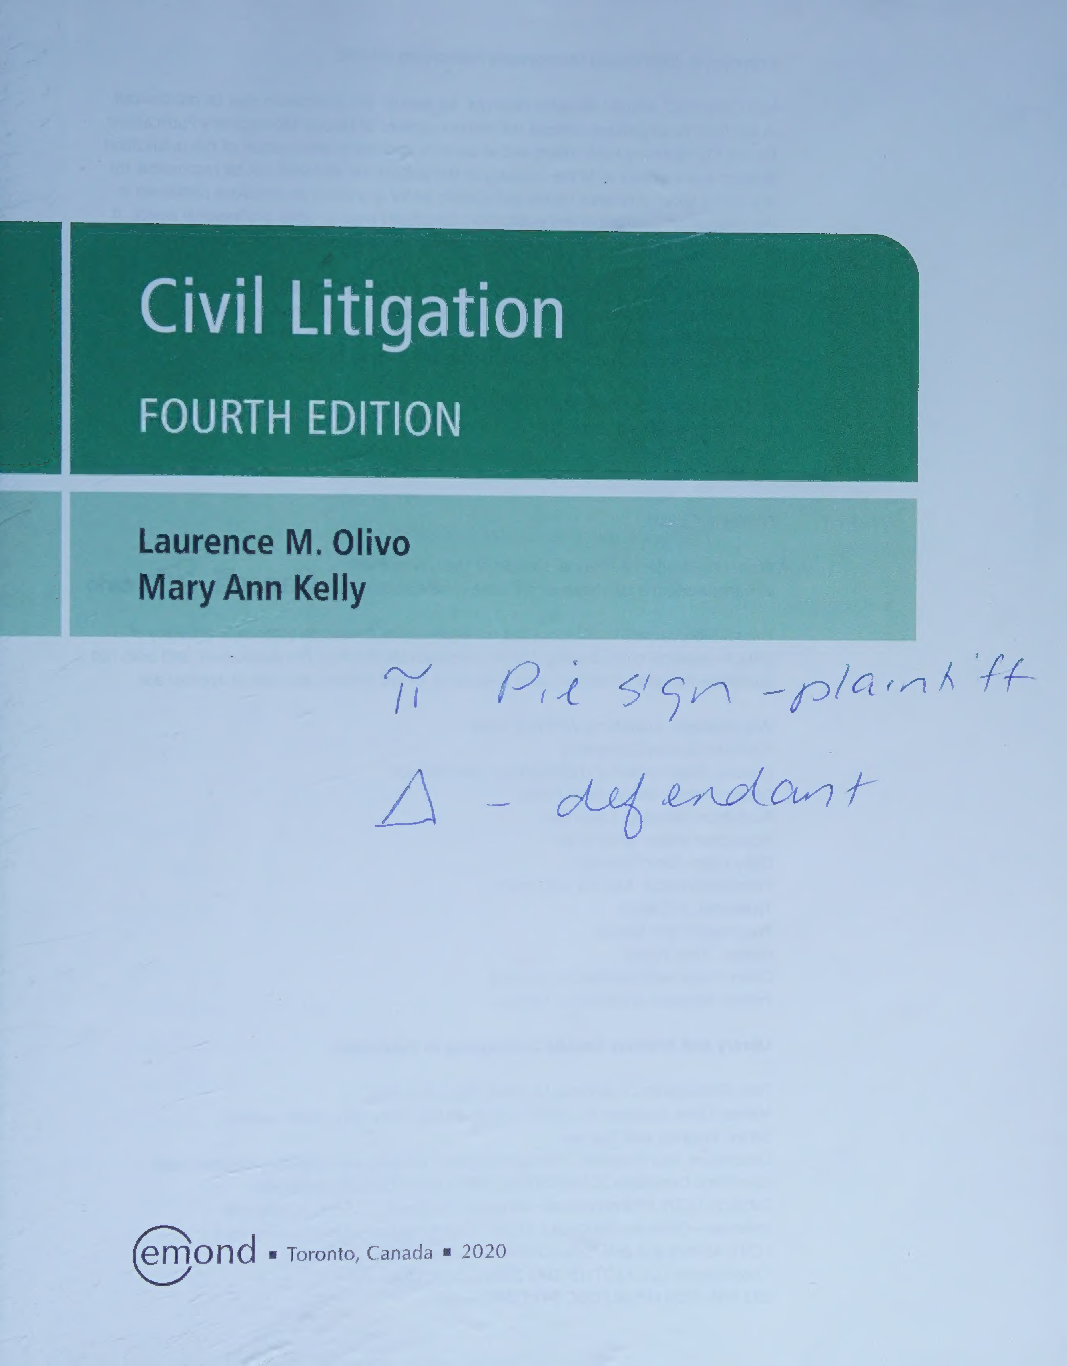 Civil Litigation
FOURTH EDITION
Laurence M. Olivo
Mary Ann Kelly
π Pie sign - plaintiff
Δ - defendant
emond ▪ Toronto, Canada ▪ 2020